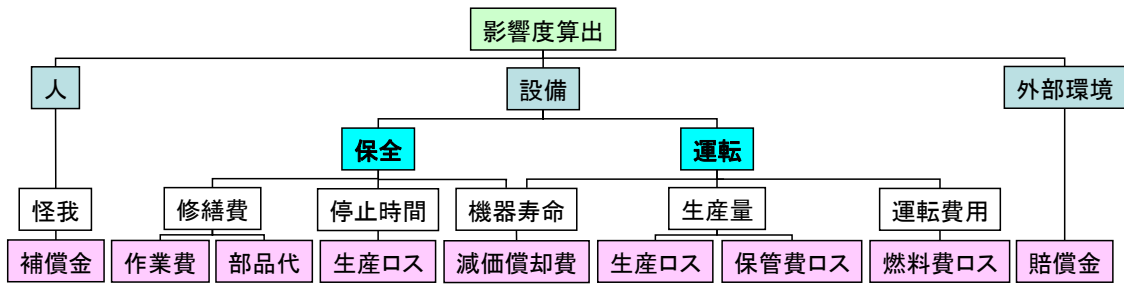 影響度算出
人
設備
外部環境
保全
運転
怪我
修繕費
停止時間
機器寿命
生産量
運転費用
補償金
作業費
部品代
生産ロス
減価償却費
生産ロス
保管費ロス
燃料費ロス
賠償金